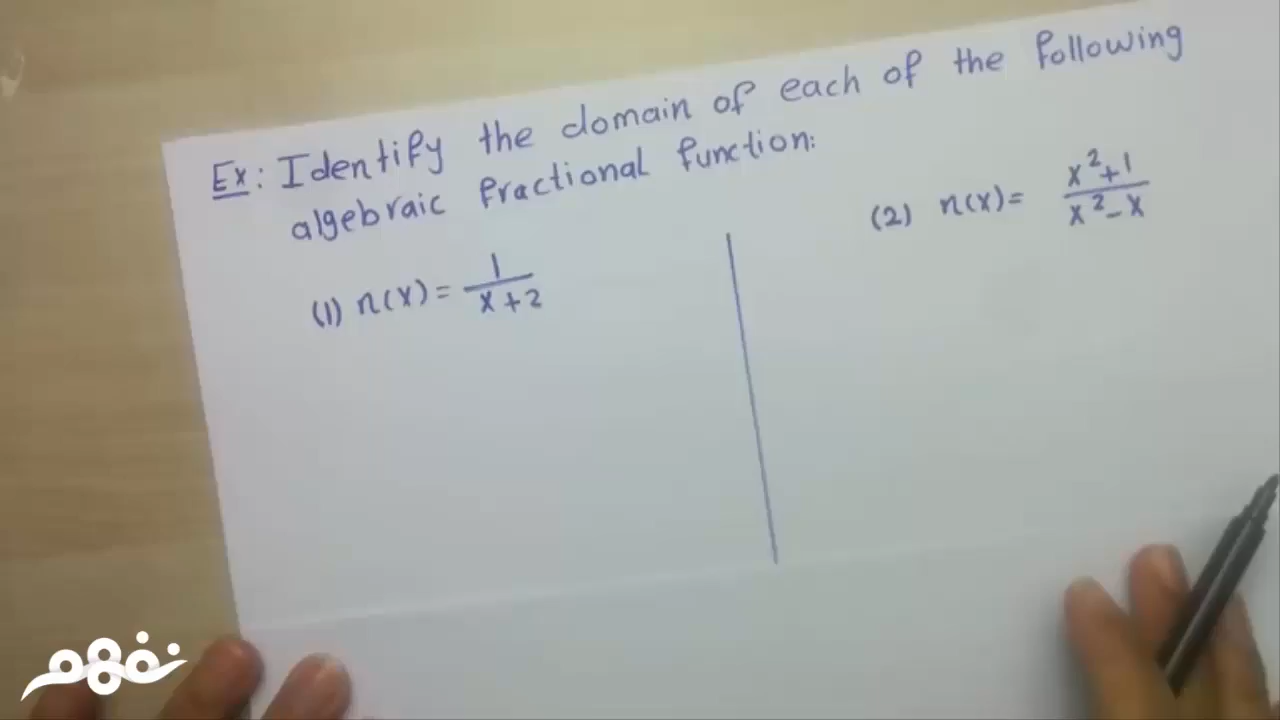 Ex: Identify the domain of each of the following
algebraic fractional function:
(1) n(x) = 1/(x+2)
(2) n(x) = (x²+1)/(x²-x)
نفهم